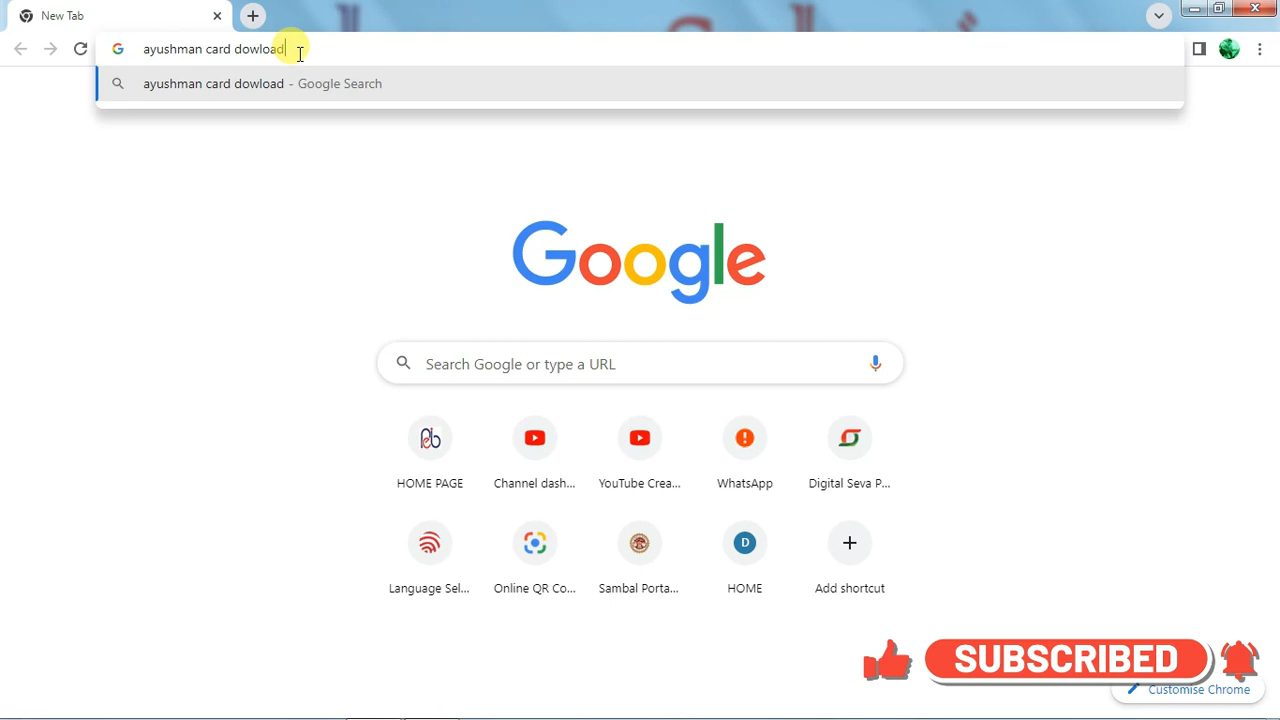 New Tab
ayushman card dowload
ayushman card dowload - Google Search
Google
Search Google or type a URL
HOME PAGE
Channel dash...
YouTube Crea...
WhatsApp
Digital Seva P...
Language Sel...
Online QR Co...
Sambal Porta...
D
HOME
Add shortcut
SUBSCRIBED
Customise Chrome